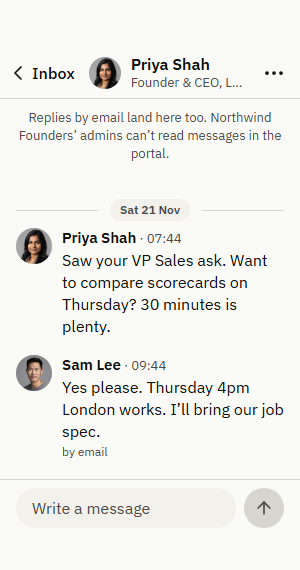 Inbox
Priya Shah
Founder & CEO, L...
Replies by email land here too. Northwind
Founders’ admins can’t read messages in the
portal.
Sat 21 Nov
Priya Shah · 07:44
Saw your VP Sales ask. Want
to compare scorecards on
Thursday? 30 minutes is
plenty.
Sam Lee · 09:44
Yes please. Thursday 4pm
London works. I’ll bring our job
spec.
by email
Write a message